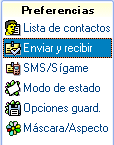 Preferencias
Lista de contactos
Enviar y recibir
SMS/Sígame
Modo de estado
Opciones guard.
Máscara/Aspecto